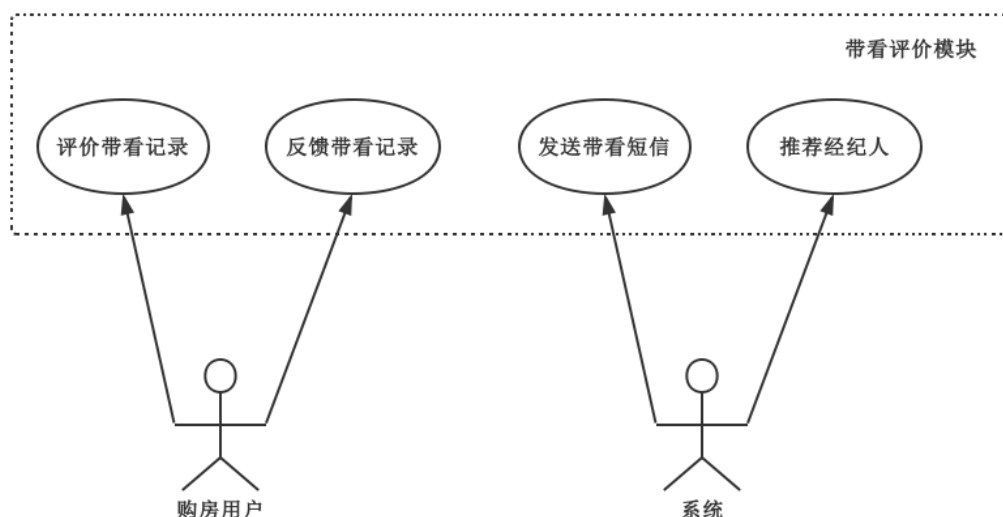 带看评价模块
评价带看记录
反馈带看记录
发送带看短信
推荐经纪人
购房用户
系统